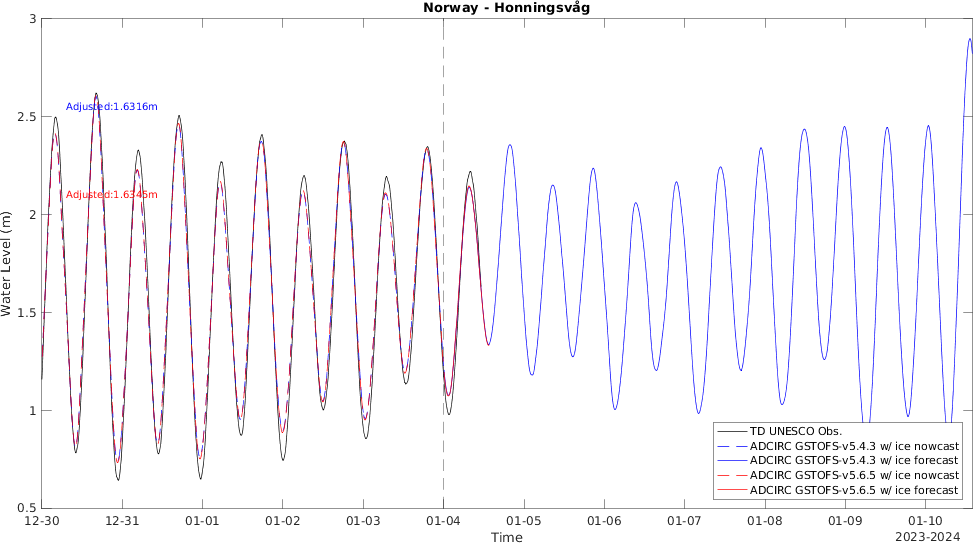 Norway - Honningsvåg
3
2.5
2
1.5
1
0.5
Water Level (m)
Adjusted:1.6316m
Adjusted:1.6345m
TD UNESCO Obs.
ADCIRC GSTOFS-v5.4.3 w/ ice nowcast
ADCIRC GSTOFS-v5.4.3 w/ ice forecast
ADCIRC GSTOFS-v5.6.5 w/ ice nowcast
ADCIRC GSTOFS-v5.6.5 w/ ice forecast
12-30 12-31 01-01 01-02 01-03 01-04 01-05 01-06 01-07 01-08 01-09 01-10
Time
2023-2024